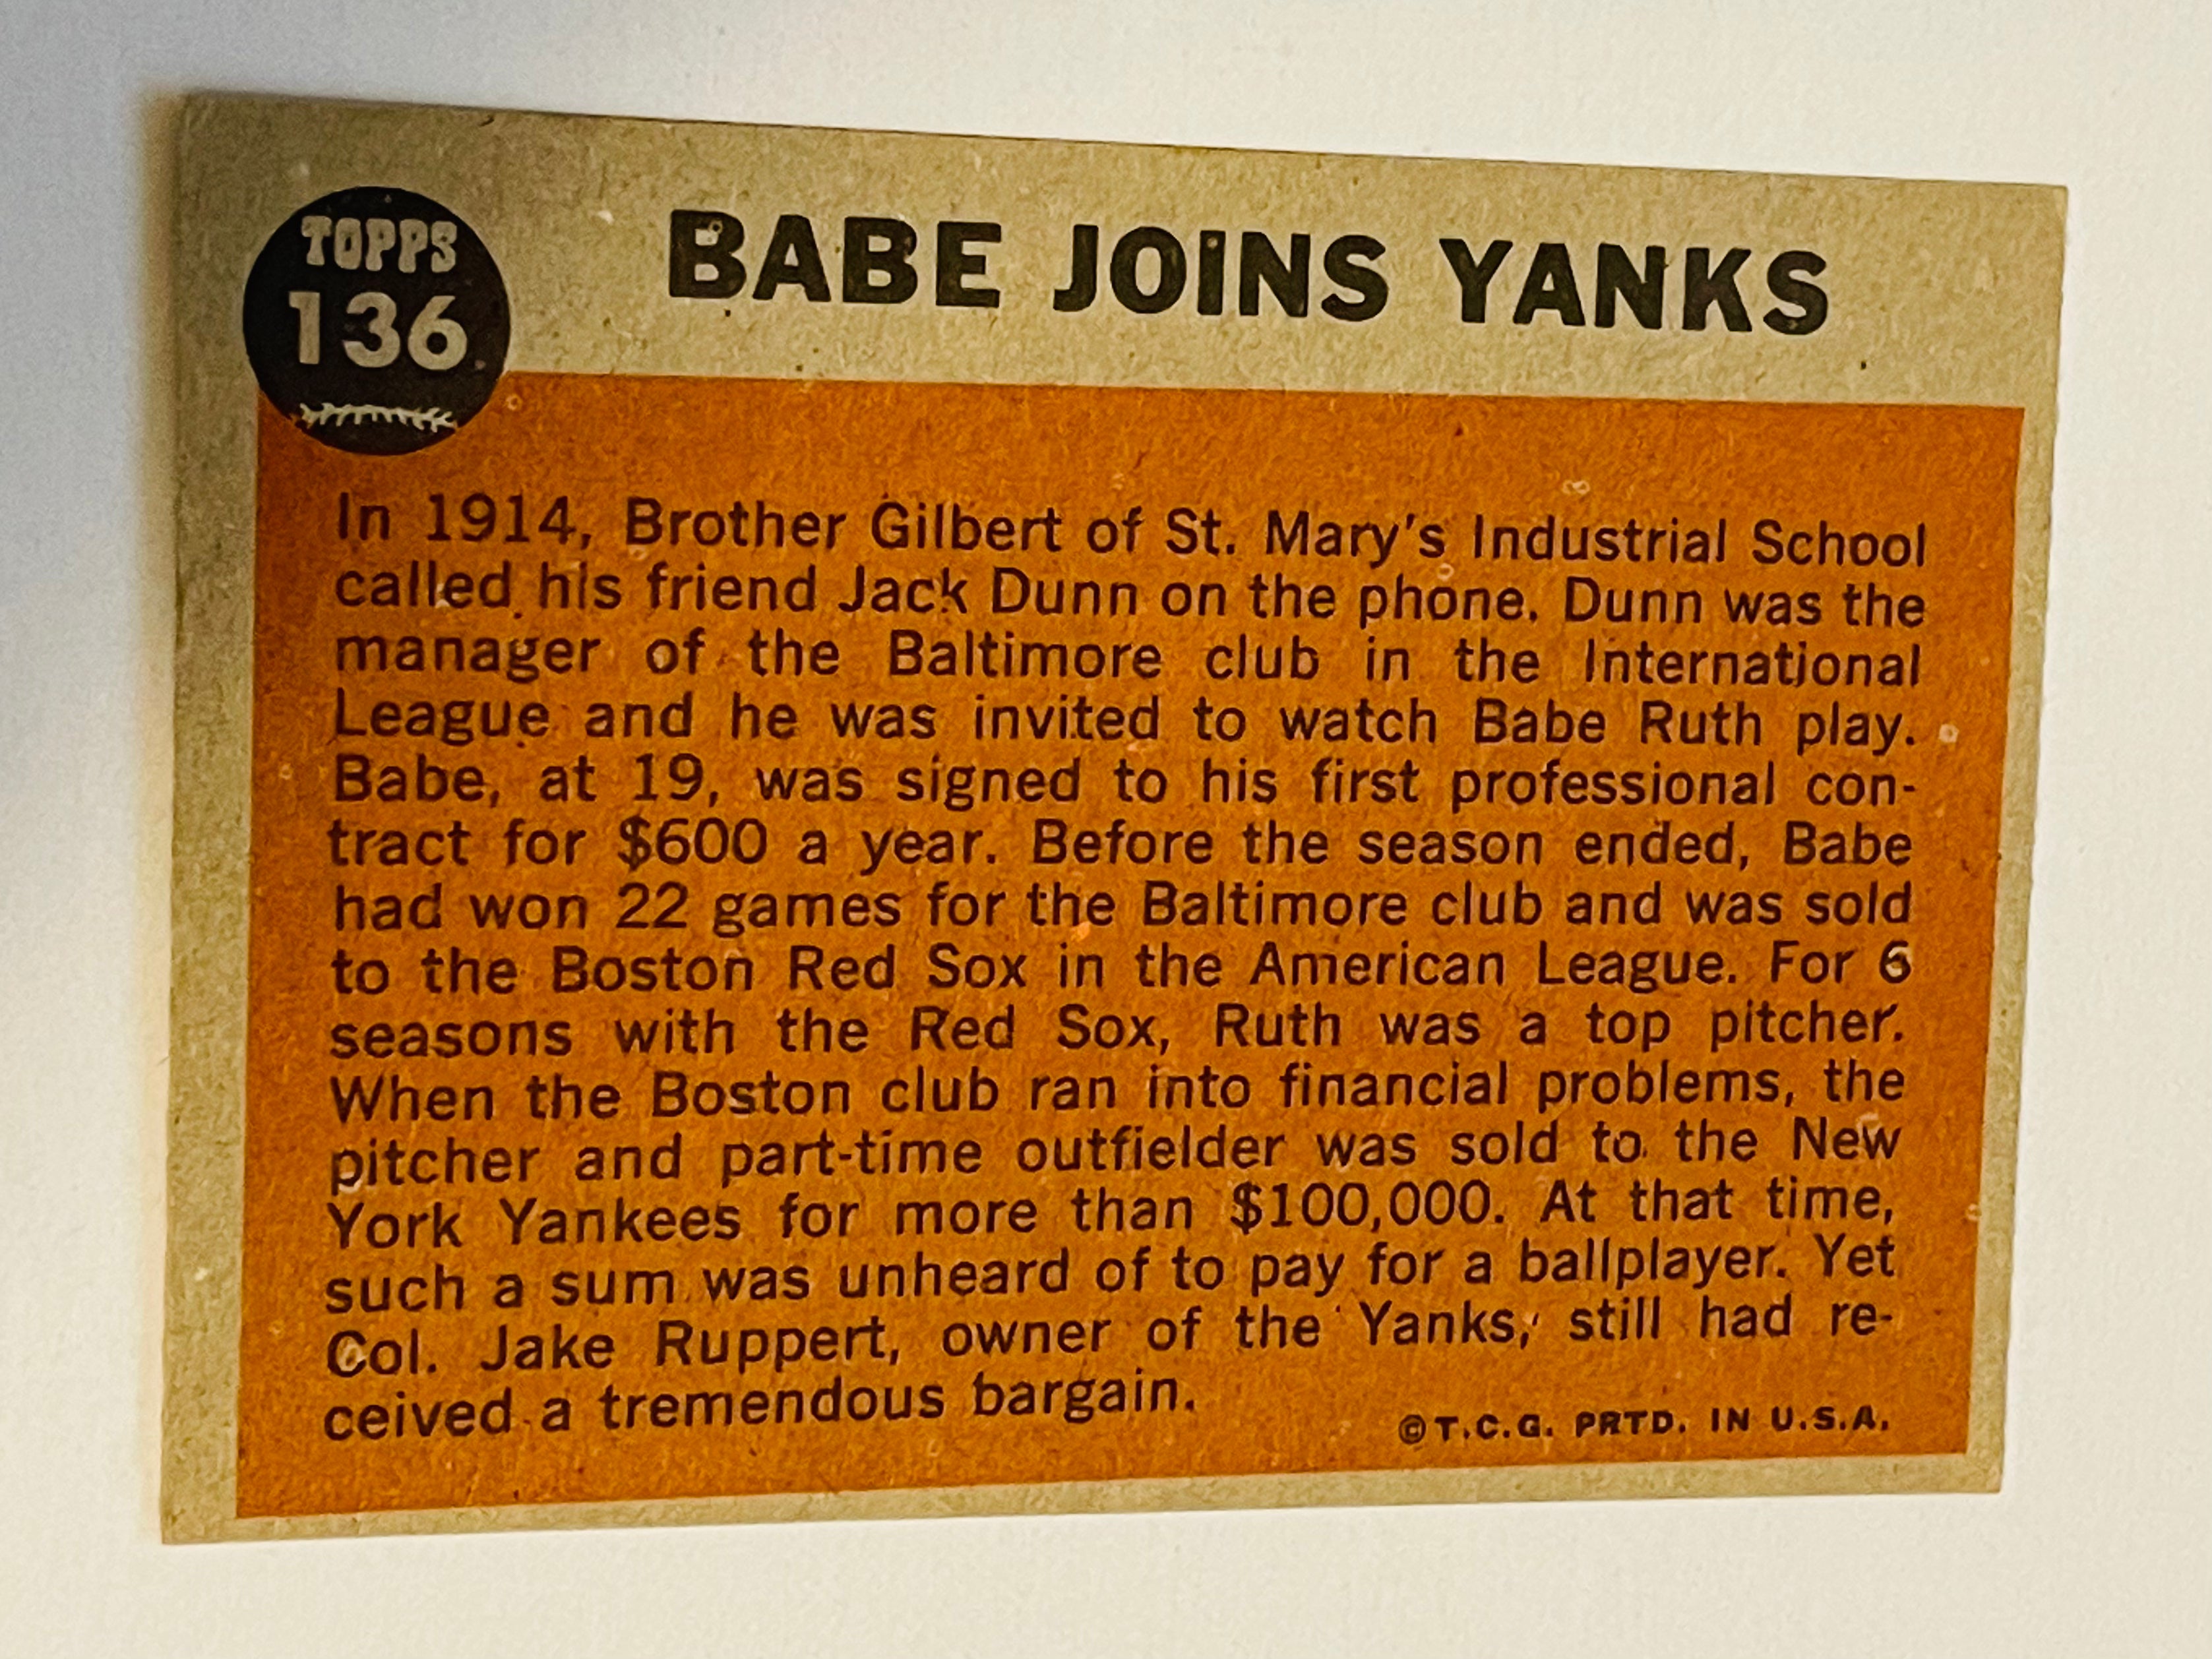 TOPPS
136
BABE JOINS YANKS
In 1914, Brother Gilbert of St. Mary's Industrial School
called his friend Jack Dunn on the phone. Dunn was the
manager of the Baltimore club in the International
League and he was invited to watch Babe Ruth play.
Babe, at 19, was signed to his first professional con-
tract for $600 a year. Before the season ended, Babe
had won 22 games for the Baltimore club and was sold
to the Boston Red Sox in the American League. For 6
seasons with the Red Sox, Ruth was a top pitcher.
When the Boston club ran into financial problems, the
pitcher and part-time outfielder was sold to the New
York Yankees for more than $100,000. At that time,
such a sum was unheard of to pay for a ballplayer. Yet
Col. Jake Ruppert, owner of the Yanks, still had re-
ceived a tremendous bargain.
©T.C.G. PRTD. IN U.S.A.